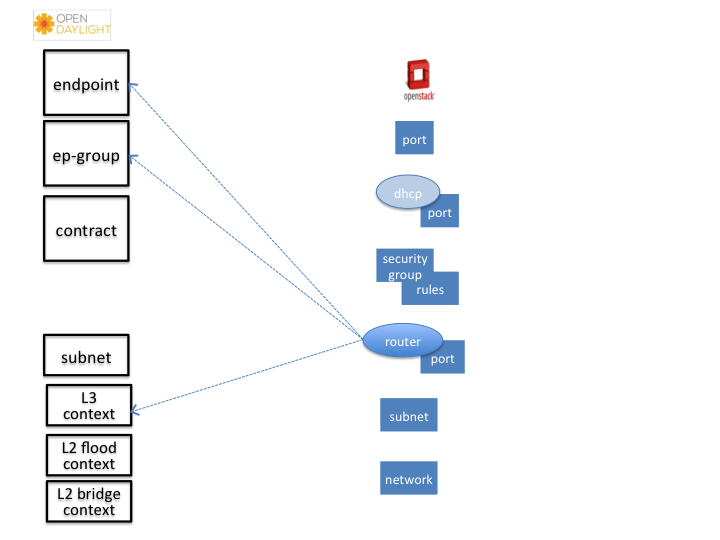 OPEN
DAYLIGHT
endpoint
ep-group
contract
subnet
L3
context
L2 flood
context
L2 bridge
context
openstack
port
dhcp
port
security
group
rules
router
port
subnet
network